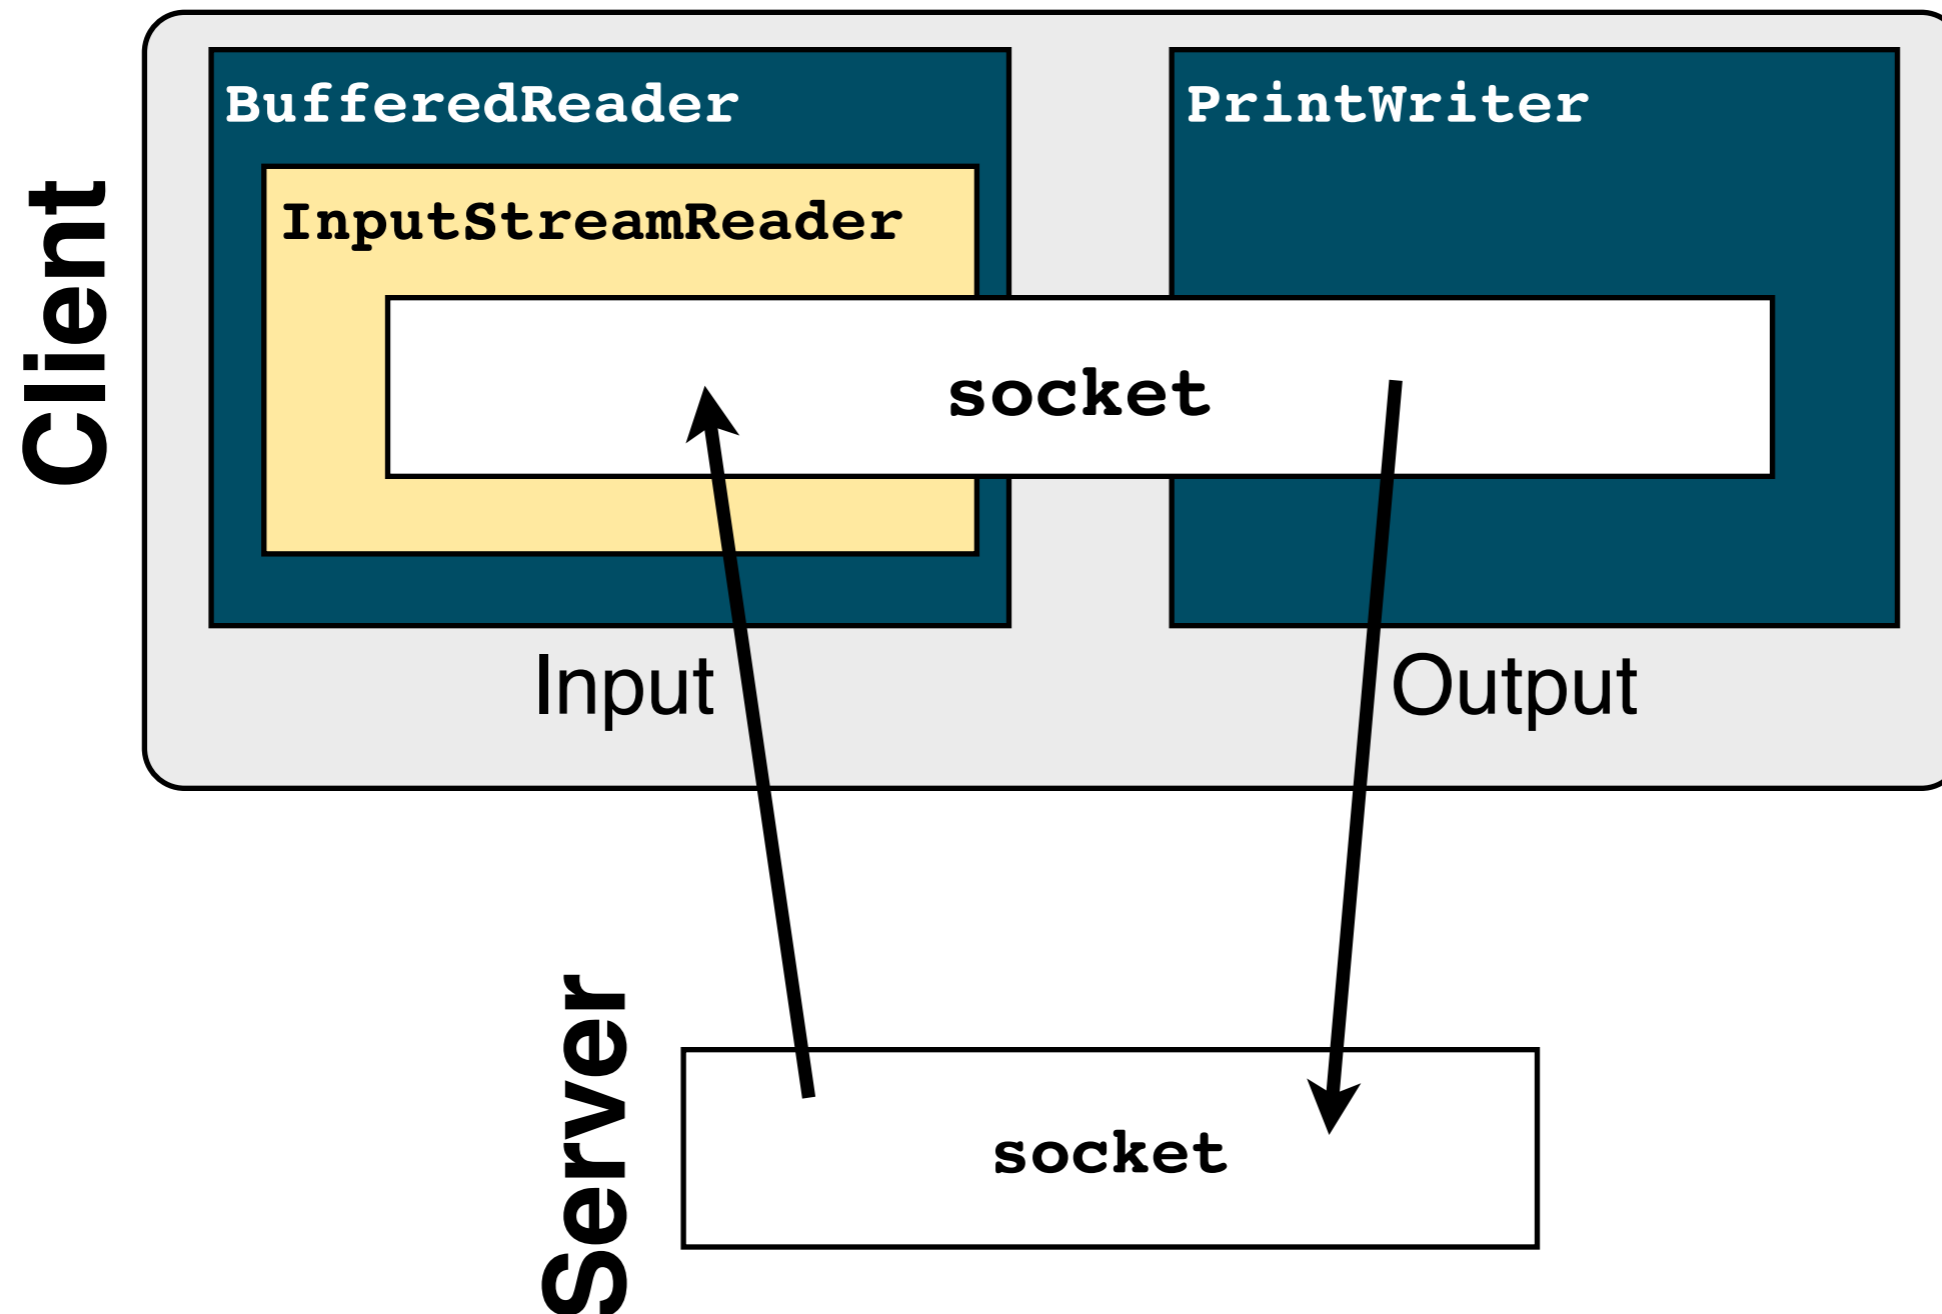 Client
BufferedReader
PrintWriter
InputStreamReader
socket
Input
Output
Server
socket